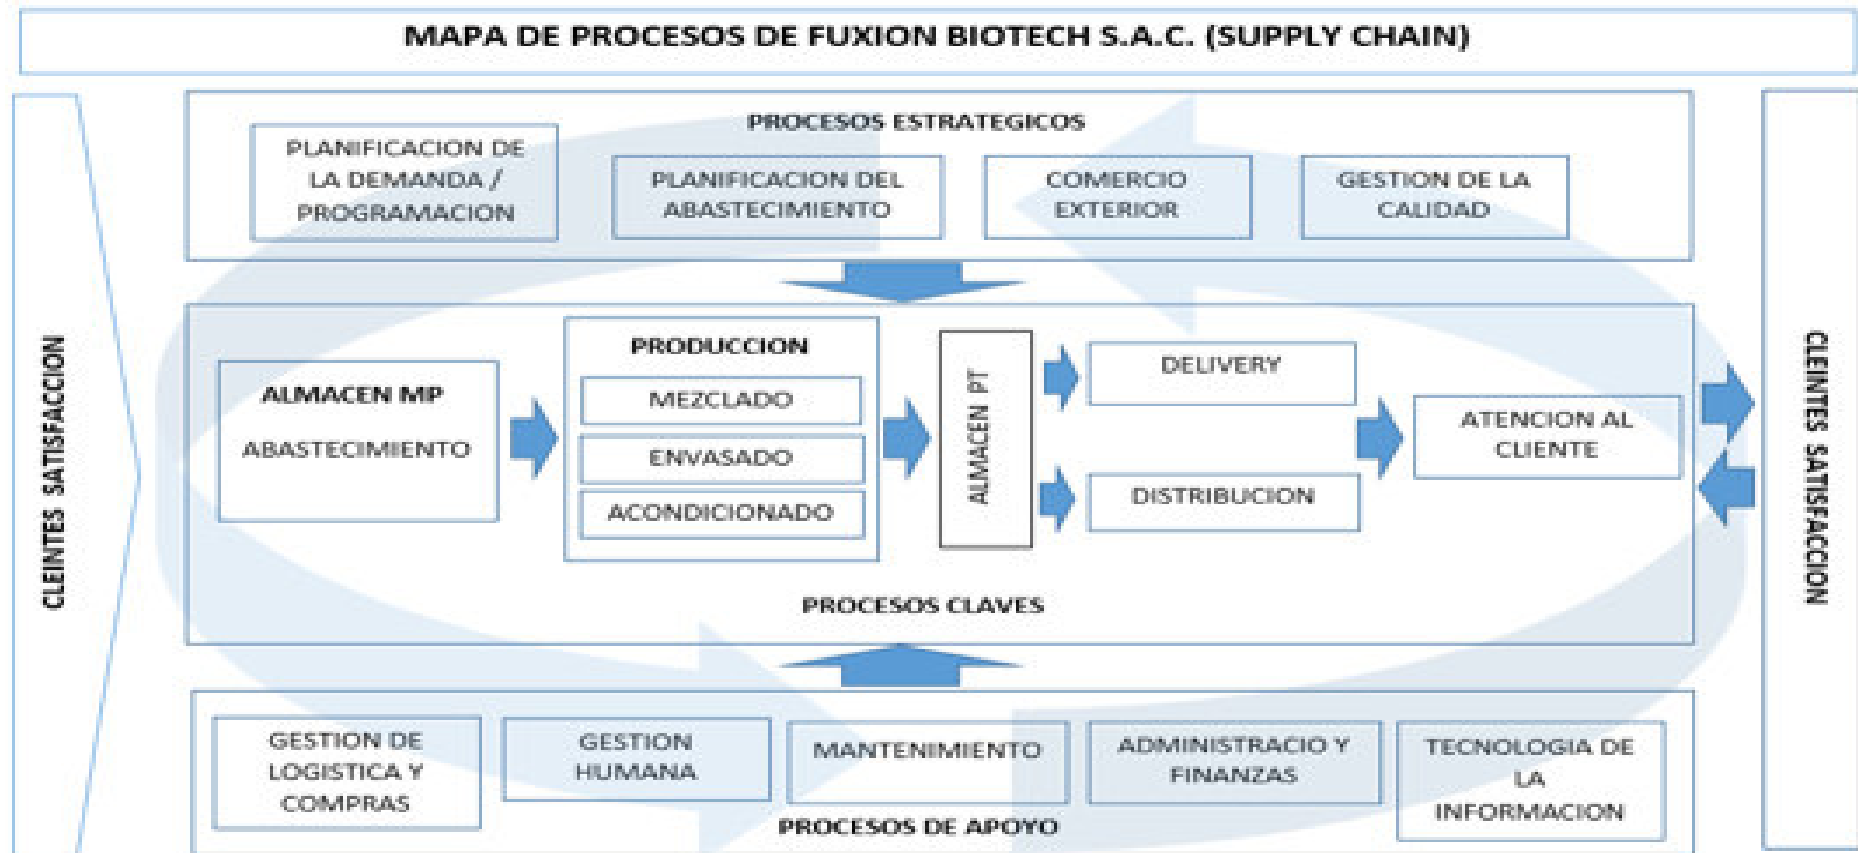 MAPA DE PROCESOS DE FUXION BIOTECH S.A.C. (SUPPLY CHAIN)
CLEINTES SATISFACCION
PROCESOS ESTRATEGICOS
PLANIFICACION DE
LA DEMANDA /
PROGRAMACION
PLANIFICACION DEL
ABASTECIMIENTO
COMERCIO
EXTERIOR
GESTION DE LA
CALIDAD
ALMACEN MP
ABASTECIMIENTO
PRODUCCION
MEZCLADO
ENVASADO
ACONDICIONADO
ALMACEN PT
DELIVERY
DISTRIBUCION
ATENCION AL
CLIENTE
PROCESOS CLAVES
GESTION DE
LOGISTICA Y
COMPRAS
GESTION
HUMANA
MANTENIMIENTO
ADMINISTRACIO Y
FINANZAS
TECNOLOGIA DE
LA
INFORMACION
PROCESOS DE APOYO
CLEINTES SATISFACCION